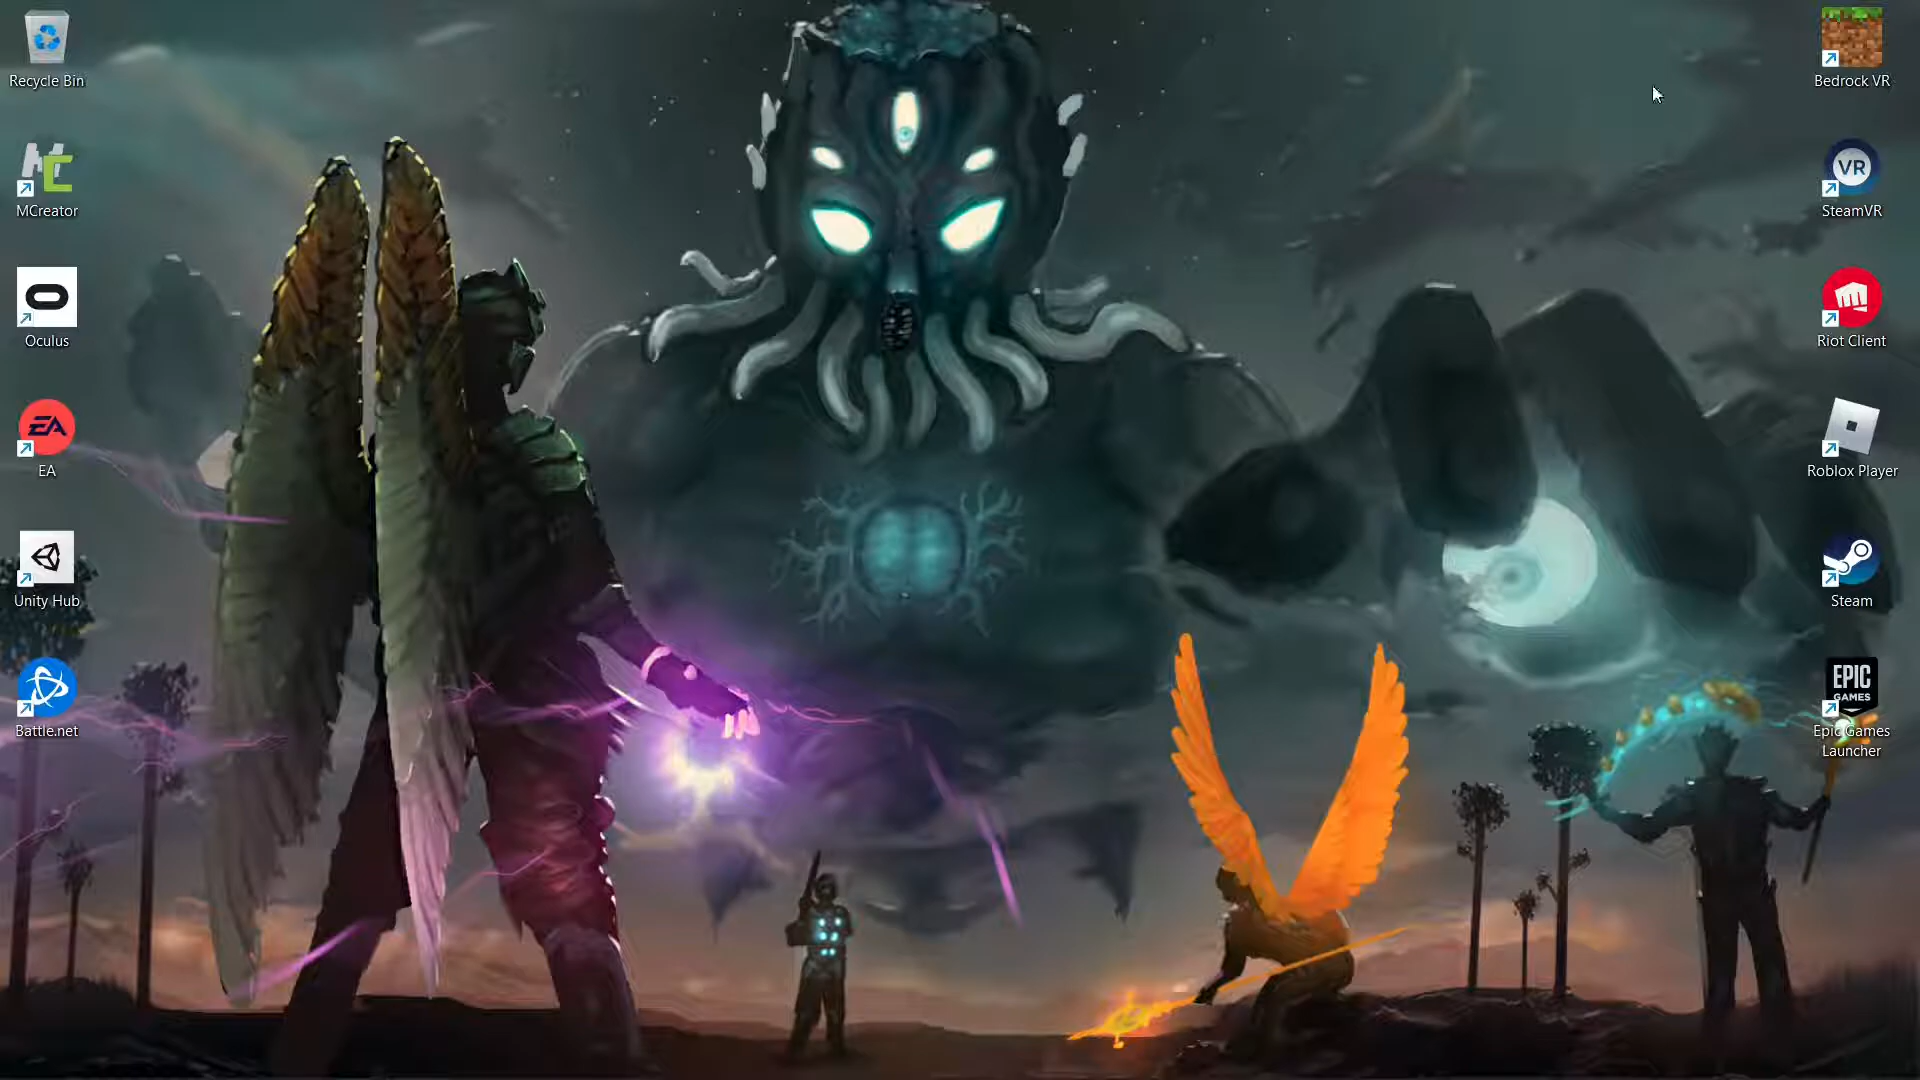 Recycle Bin
MCreator
Oculus
EA
EA
Unity Hub
Battle.net
Bedrock VR
VR
SteamVR
Riot Client
Roblox Player
Steam
EPIC
GAMES
Epic Games
Launcher